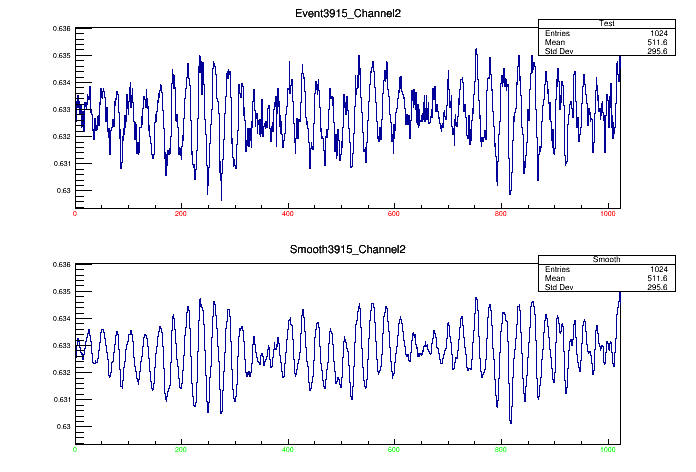 Event3915_Channel2
Test
Entries 1024
Mean 511.6
Std Dev 295.6
0.636
0.635
0.634
0.633
0.632
0.631
0.63
0 200 400 600 800 1000
Smooth3915_Channel2
Smooth
Entries 1024
Mean 511.6
Std Dev 295.6
0.636
0.635
0.634
0.633
0.632
0.631
0.63
0 200 400 600 800 1000